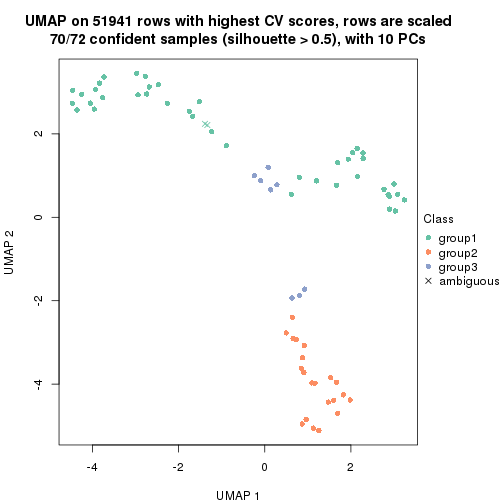 UMAP on 51941 rows with highest CV scores, rows are scaled
70/72 confident samples (silhouette > 0.5), with 10 PCs
2
0
-2
-4
UMAP 2
-4
-2
0
2
UMAP 1
Class
group1
group2
group3
ambiguous